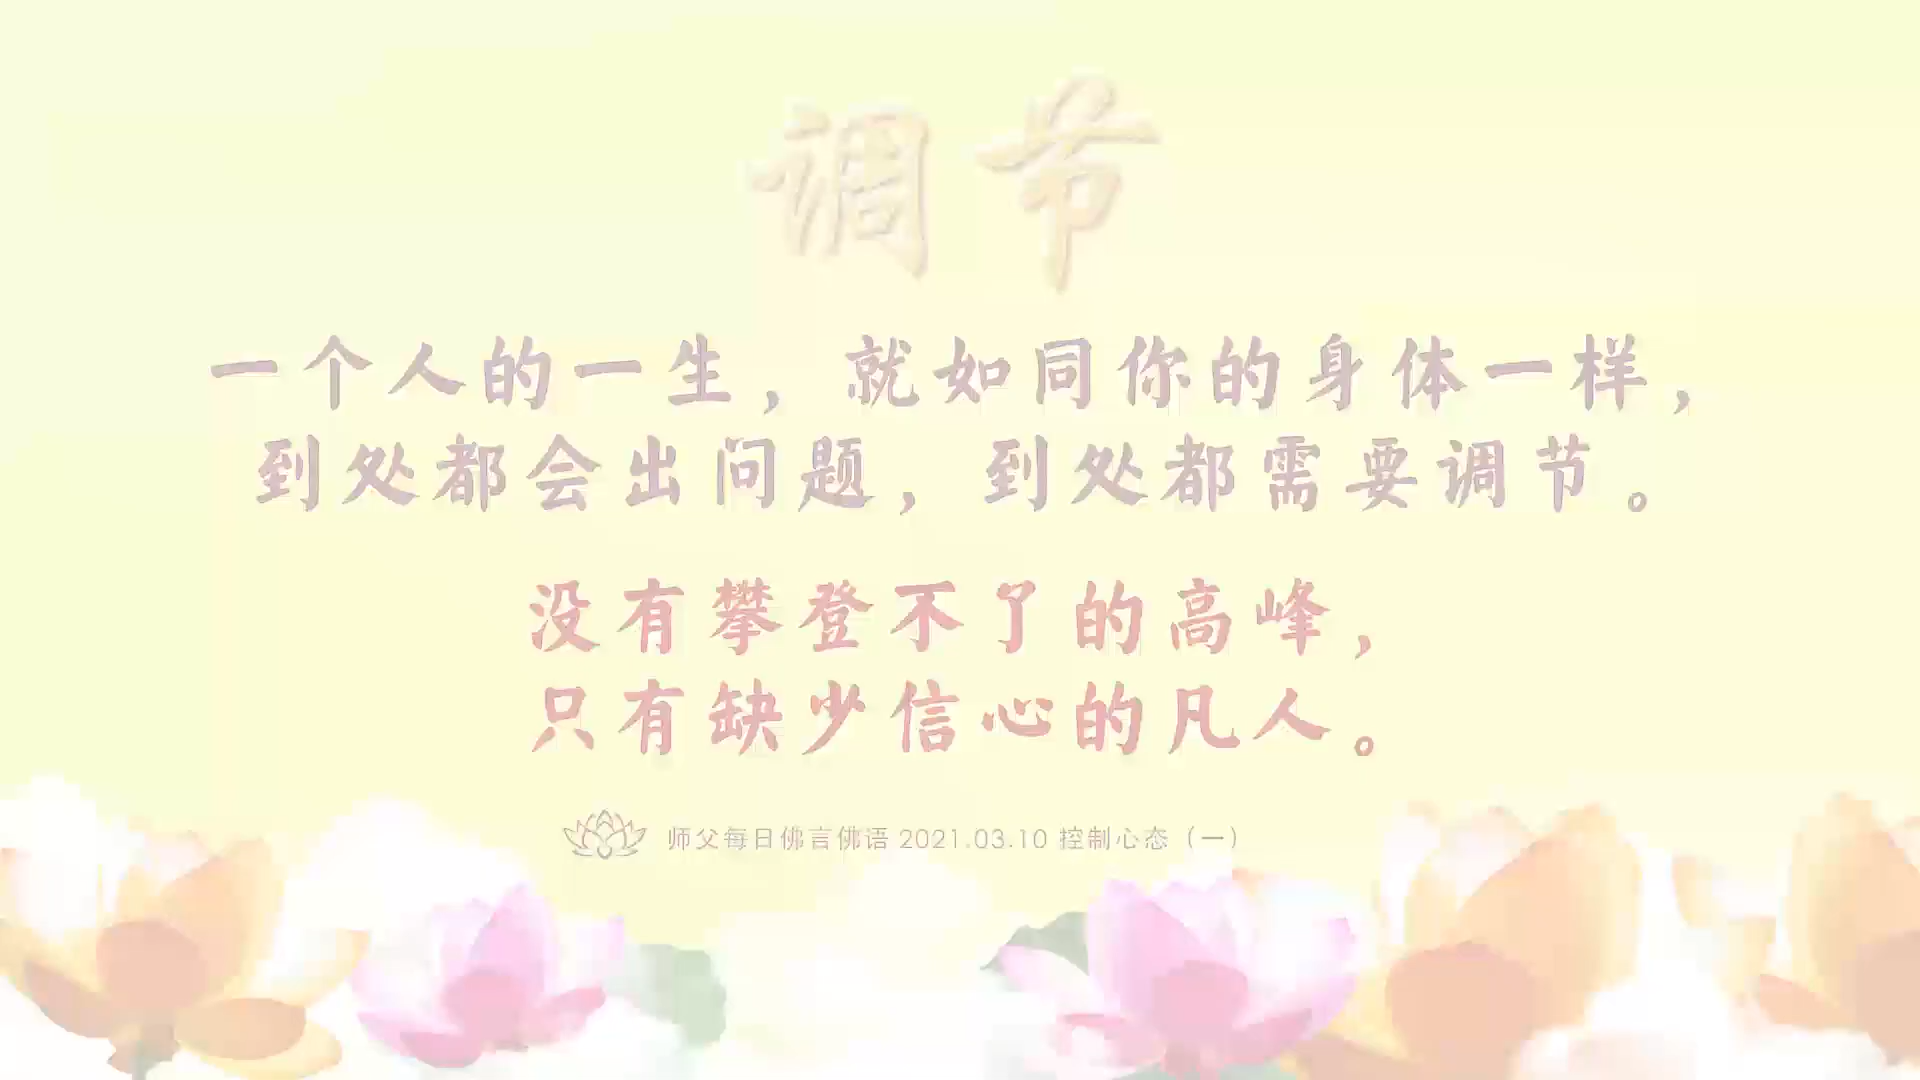 调节
一个人的一生，就如同你的身体一样，
到处都会出问题，到处都需要调节。
没有攀登不了的高峰，
只有缺少信心的凡人。
师父每日佛言佛语 2021.03.10 控制心态（一）